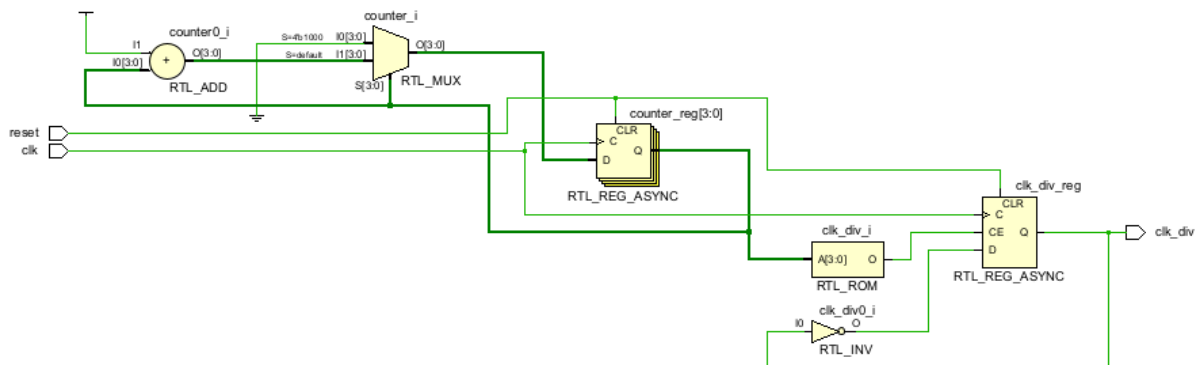 counter0_i
I1
I0[3:0]
+
O[3:0]
RTL_ADD
counter_i
S=4'b1000
I0[3:0]
S=default
I1[3:0]
S[3:0]
O[3:0]
RTL_MUX
reset
clk
counter_reg[3:0]
CLR
C
D
Q
RTL_REG_ASYNC
clk_div_i
A[3:0]
O
RTL_ROM
clk_div0_i
I0
O
RTL_INV
clk_div_reg
CLR
C
CE
D
Q
RTL_REG_ASYNC
clk_div